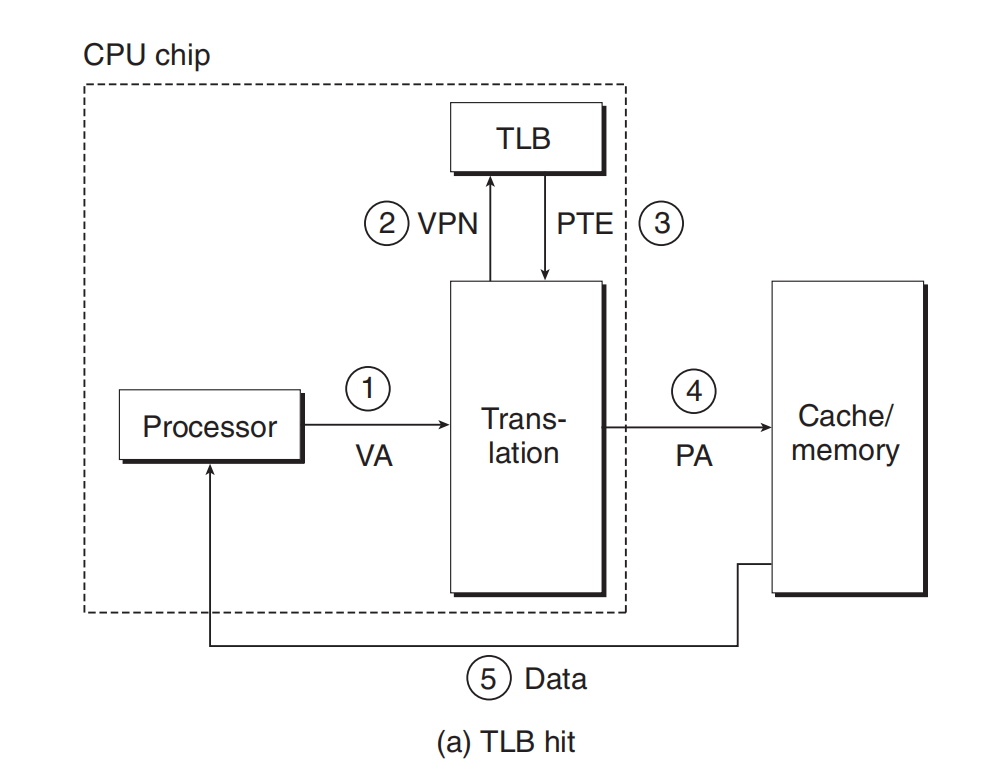 CPU chip
TLB
2 VPN
PTE 3
1
VA
Processor
Trans-
lation
4
PA
Cache/
memory
5 Data
(a) TLB hit